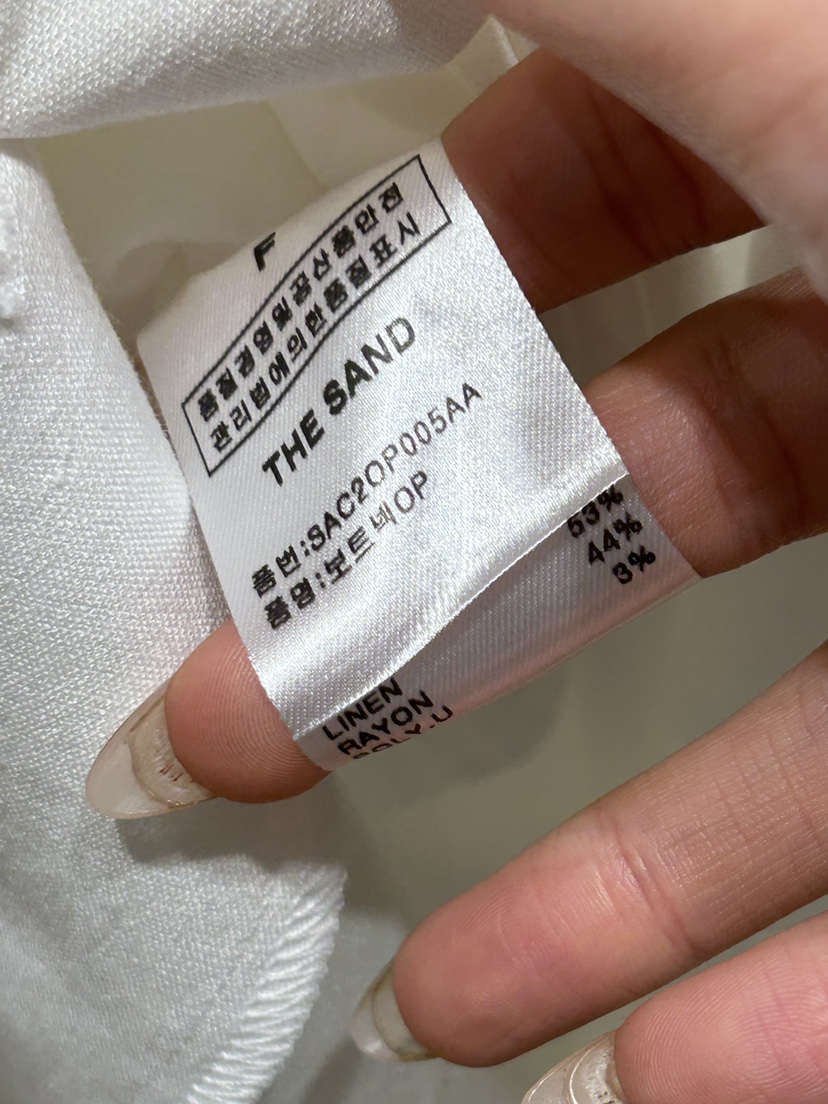 F
품질경영및공산품안전
관리법에의한품질표시
THE SAND
품번:SAC2OP005AA
품명:보트넥OP
LINEN 53%
RAYON 44%
POLY.U 3%